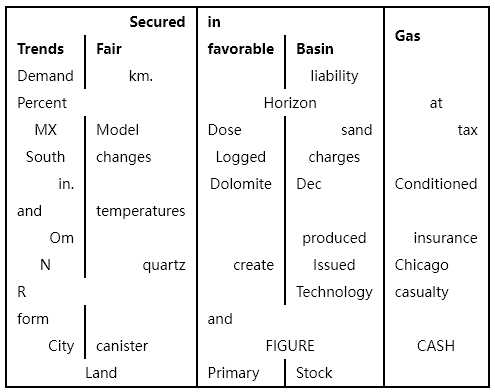 Secured in Gas
Trends Fair favorable Basin
Demand km. liability
Percent Horizon at
MX Model Dose sand tax
South changes Logged charges
in. Dolomite Dec Conditioned
and temperatures
Om produced insurance
N quartz create Issued Chicago
R Technology casualty
form and
City canister FIGURE CASH
Land Primary Stock